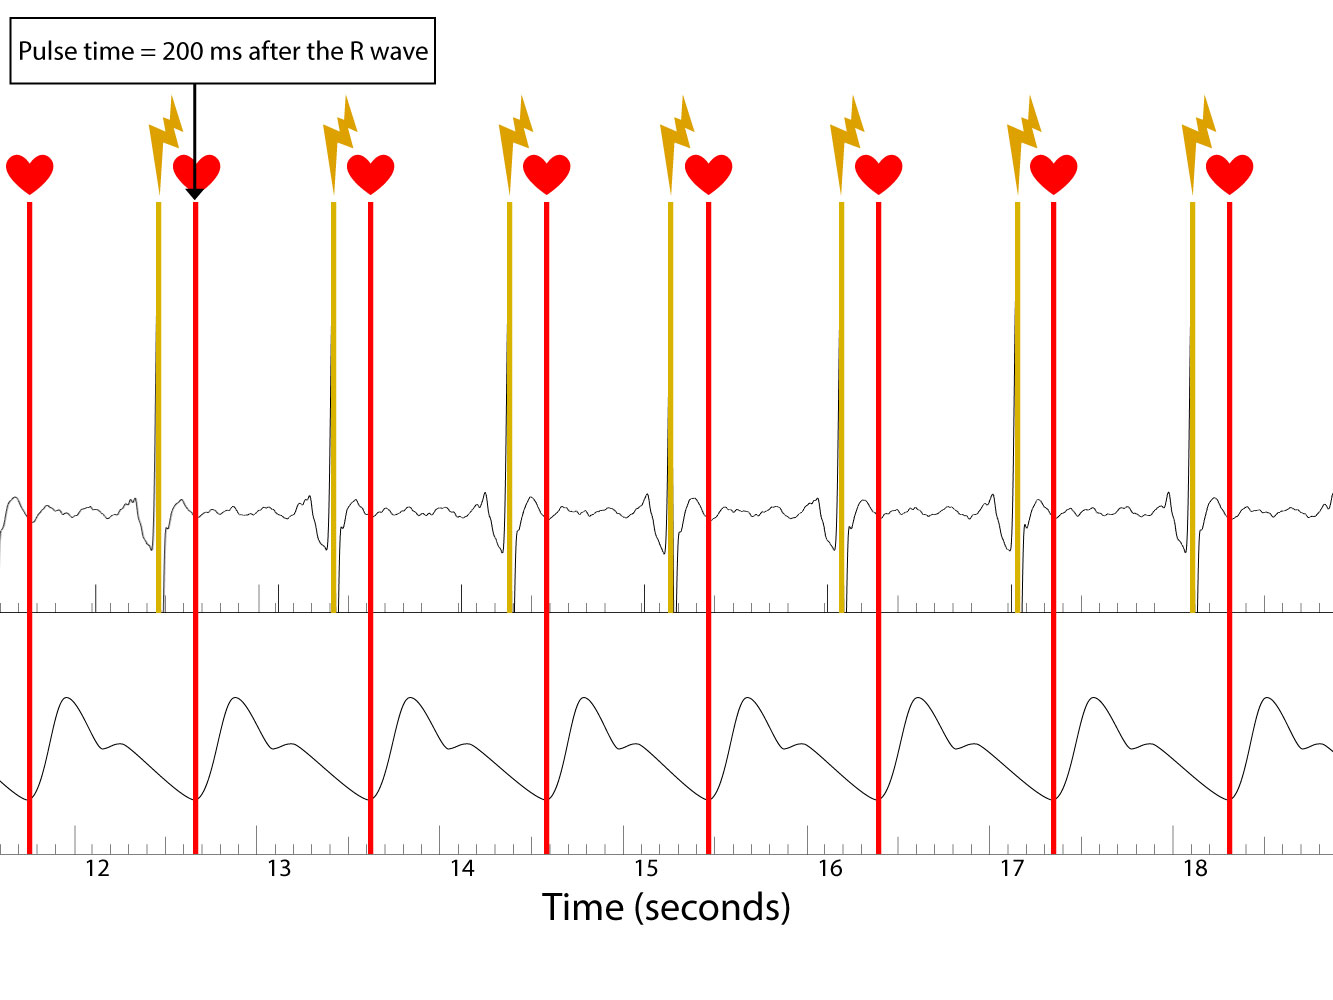 Pulse time = 200 ms after the R wave
12 13 14 15 16 17 18
Time (seconds)